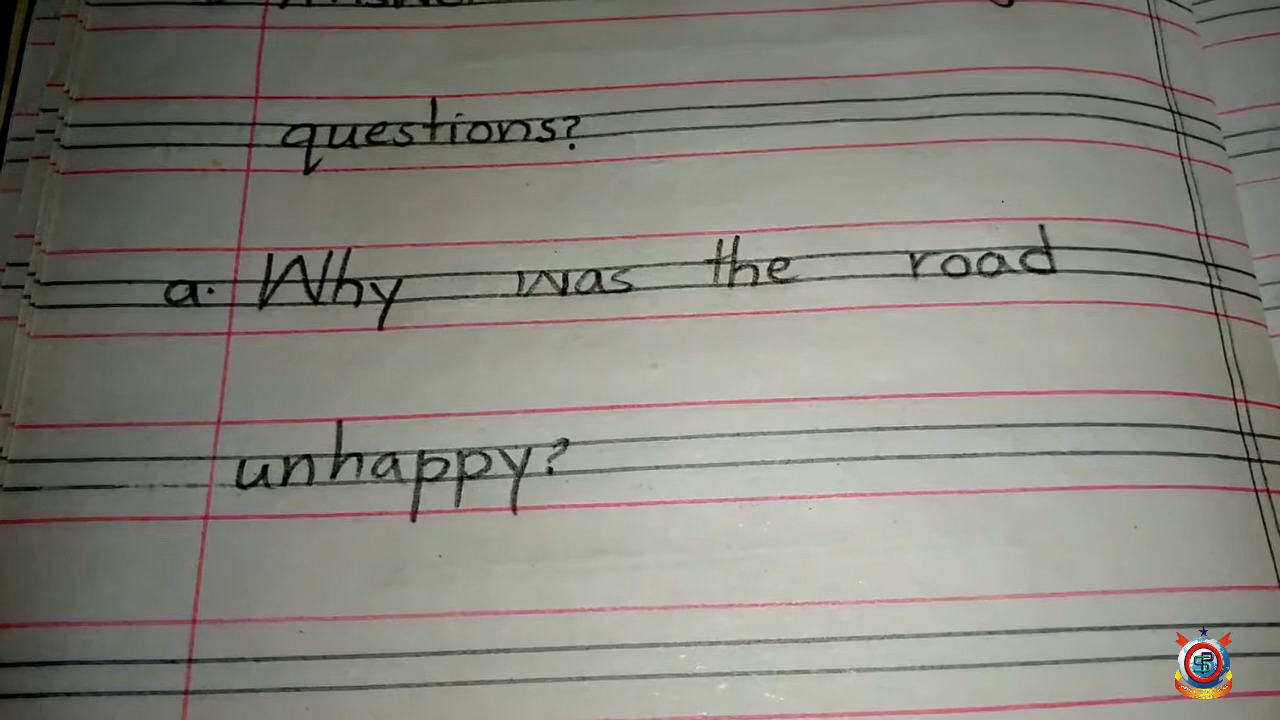 questions?
a. Why was the road
unhappy?